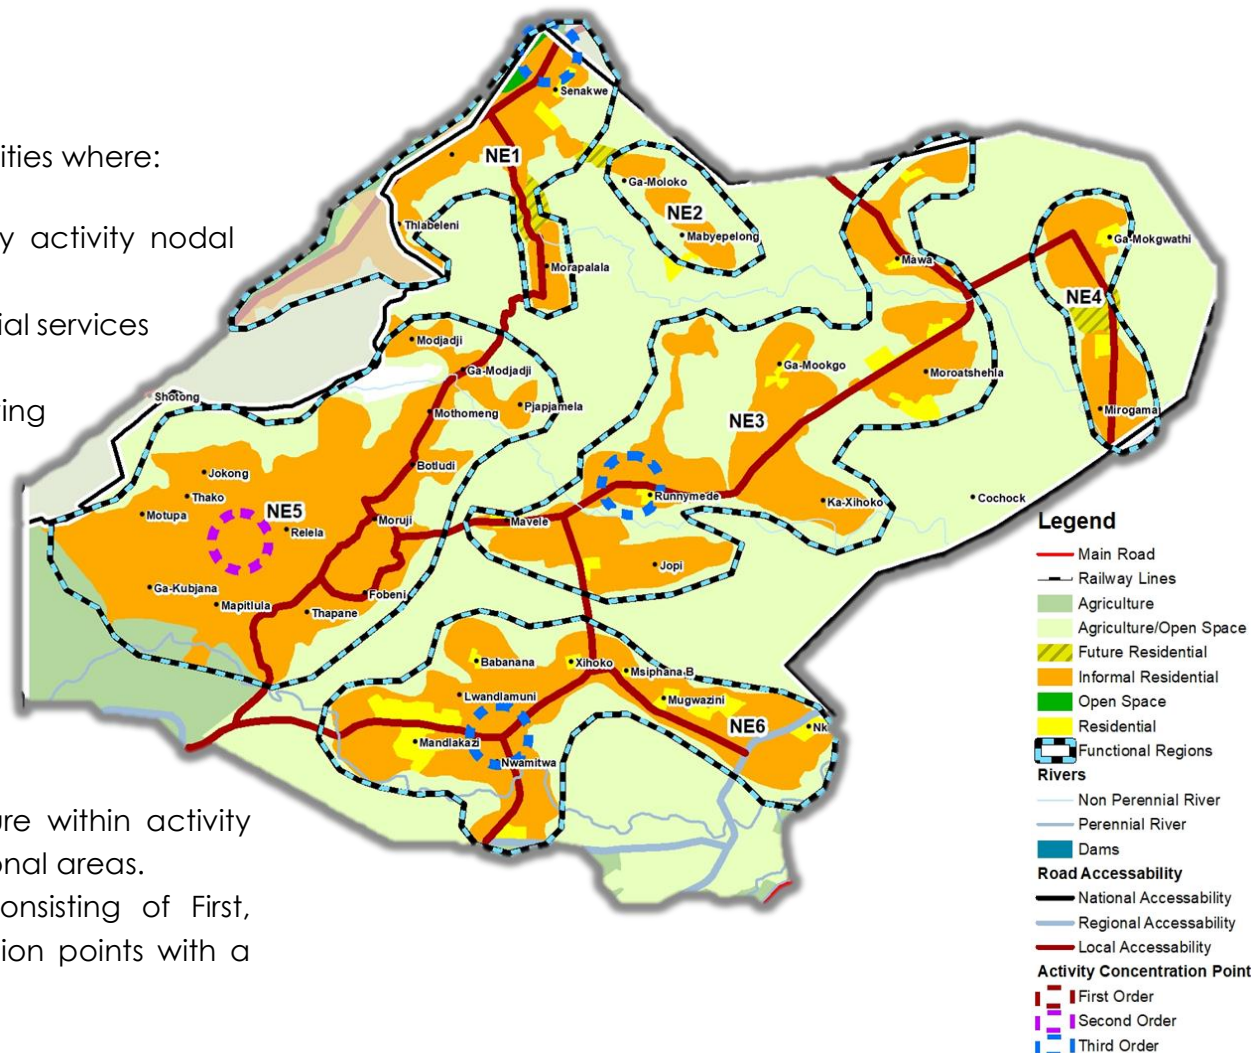 ities where:
y activity nodal
ial services
ring
ure within activity
onal areas.
onsisting of First,
tion points with a
Senakwe
NE1
Ga-Moloko
NE2
Thlabeleni
Mabyepelong
Ga-Mokgwathi
Mawa
Morapalala
NE4
Modjadji
Ga-Mookgo
Ga-Modjadji
Moroatshehla
Shotong
Pjapjamela
Mothomeng
Mirogama
NE3
Botludi
Jokong
Thako
Runnymede
Ka-Xihoko
Cochock
Motupa
NE5
Moruji
Mavele
Relela
Jopi
Ga-Kubjana
Fobeni
Mapitlula
Thapane
Babanana
Xihoko
Msiphana B
Lwandlamuni
Mugwazini
NE6
Nk
Mandlakazi
Nwamitwa
Legend
Main Road
Railway Lines
Agriculture
Agriculture/Open Space
Future Residential
Informal Residential
Open Space
Residential
Functional Regions
Rivers
Non Perennial River
Perennial River
Dams
Road Accessability
National Accessability
Regional Accessability
Local Accessability
Activity Concentration Point
First Order
Second Order
Third Order